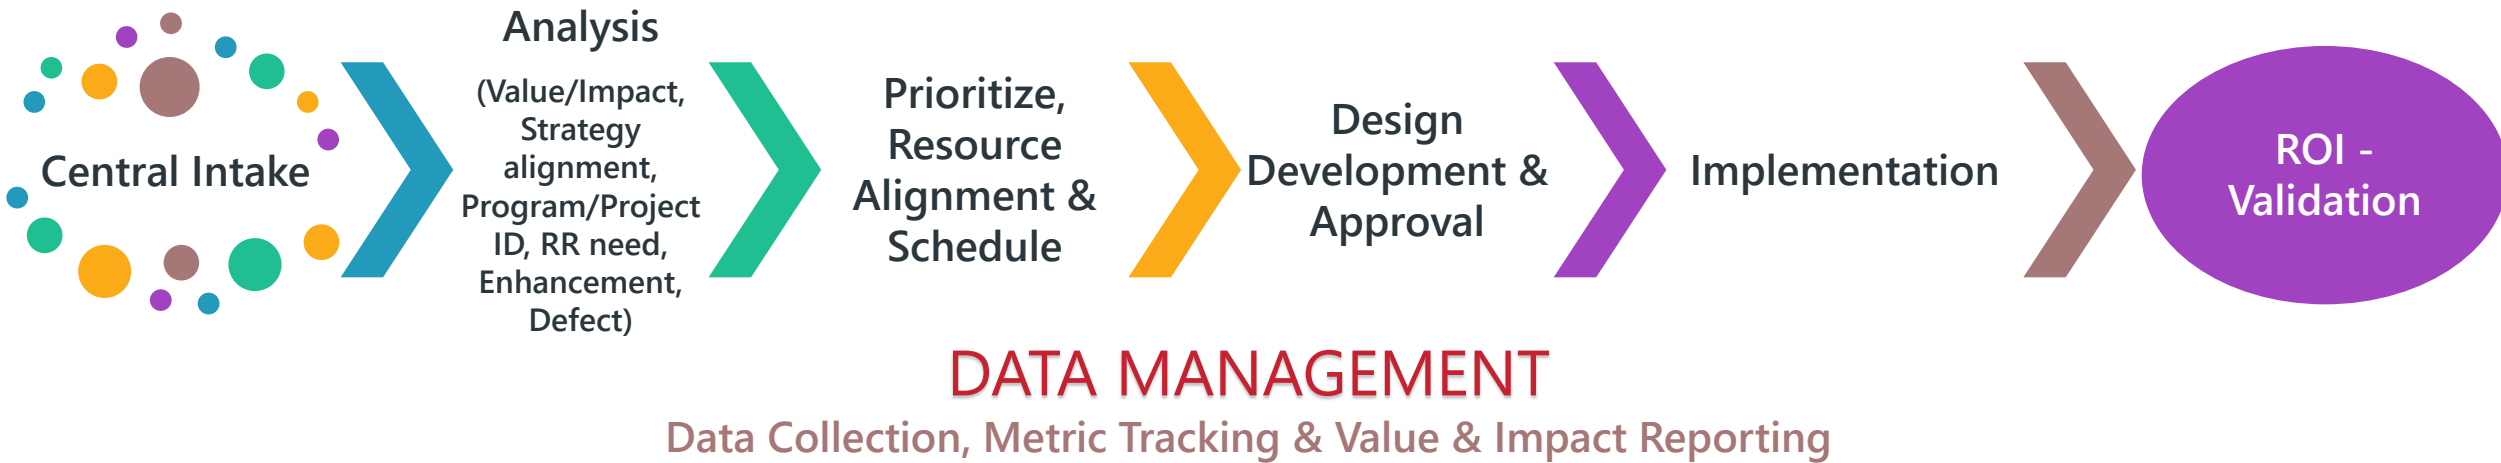 Central Intake
Analysis
(Value/Impact,
Strategy
alignment,
Program/Project
ID, RR need,
Enhancement,
Defect)
Prioritize,
Resource
Alignment &
Schedule
Design
Development &
Approval
Implementation
ROI -
Validation
DATA MANAGEMENT
Data Collection, Metric Tracking & Value & Impact Reporting